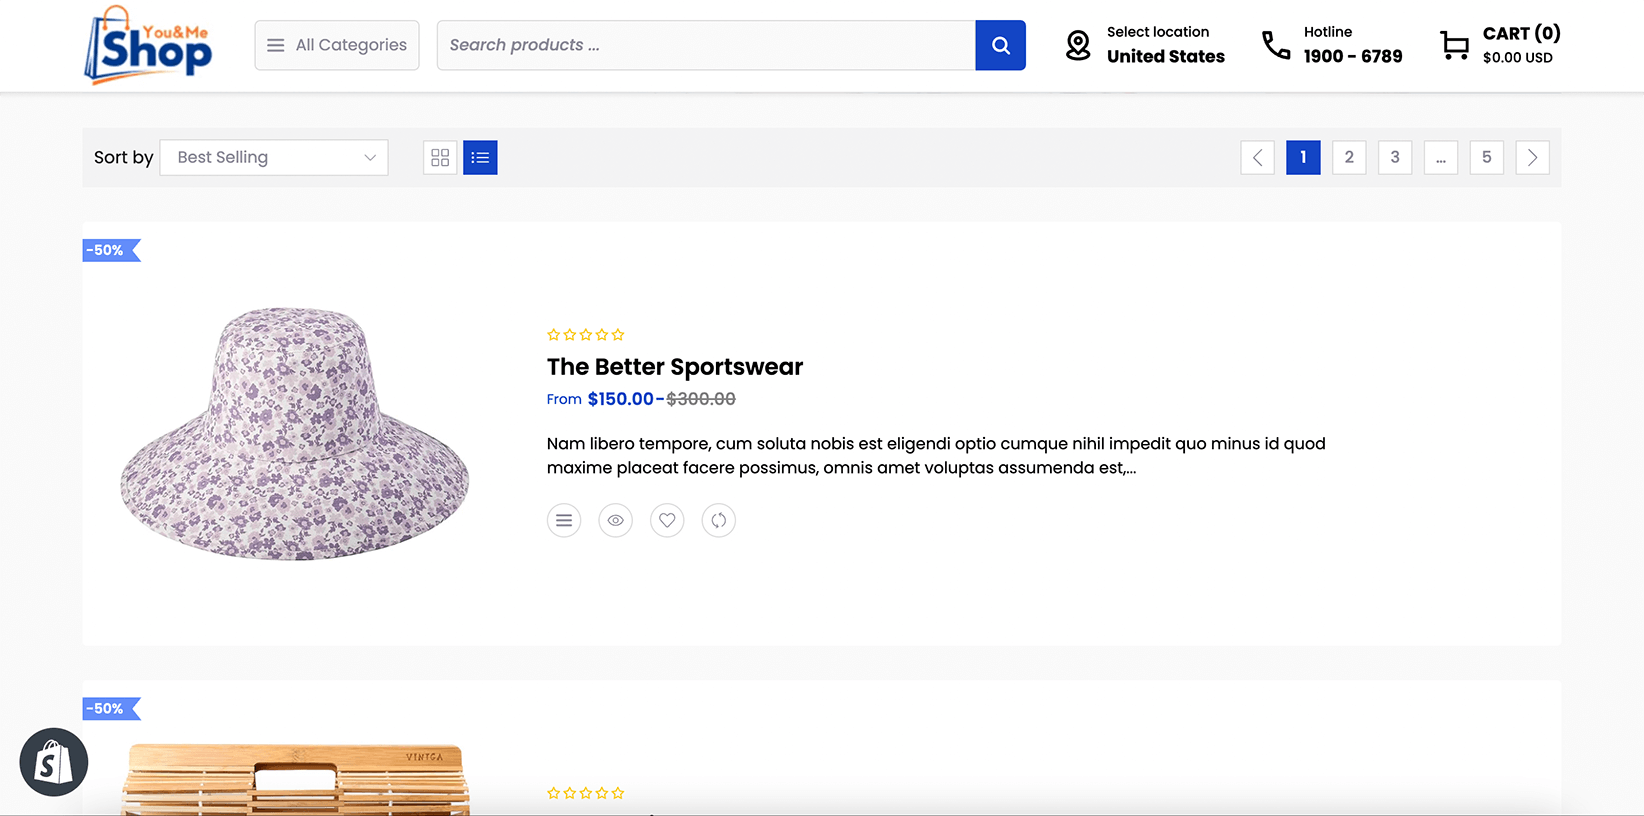 You&Me
Shop
All Categories
Search products ...
Select location
United States
Hotline
1900 - 6789
CART (0)
$0.00 USD
Sort by
Best Selling
1
2
3
...
5
-50%
The Better Sportswear
From $150.00-$300.00
Nam libero tempore, cum soluta nobis est eligendi optio cumque nihil impedit quo minus id quod
maxime placeat facere possimus, omnis amet voluptas assumenda est,...
-50%
VINTGA
S